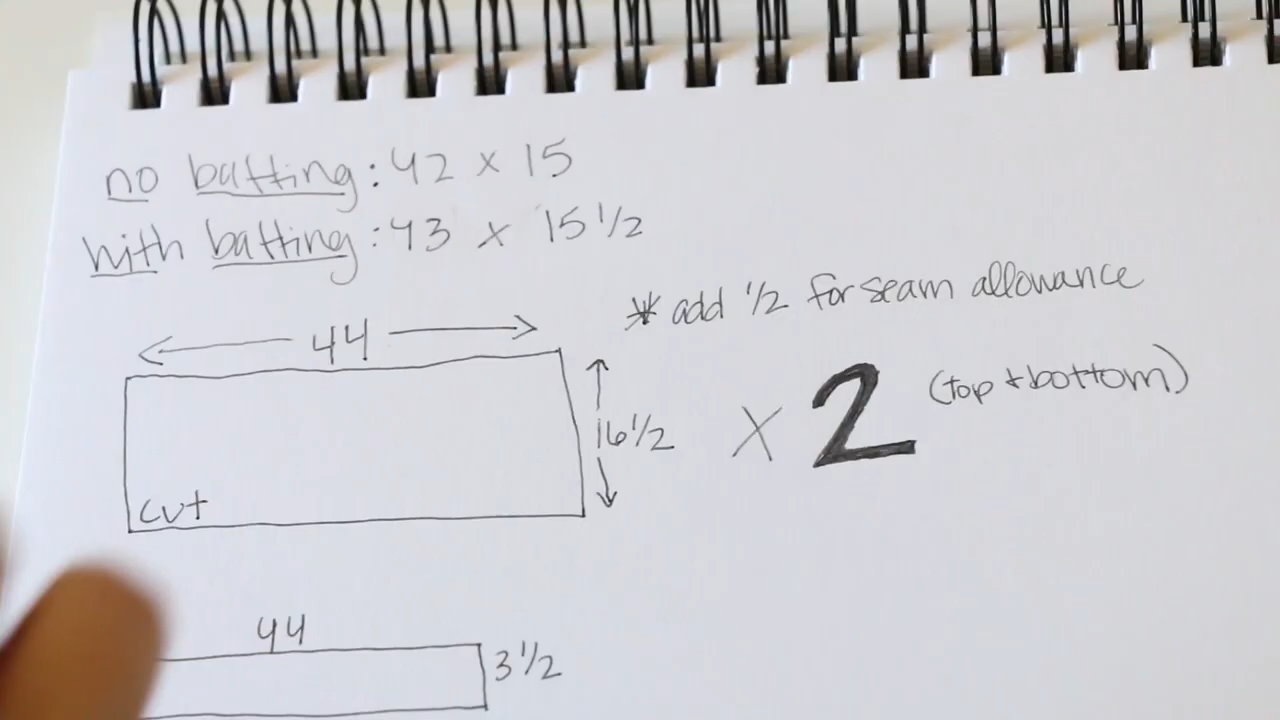 no batting: 42 x 15
with batting: 43 x 15 1/2
* add 1/2 for seam allowance
44
16 1/2
x 2 (top + bottom)
cut
44
3 1/2